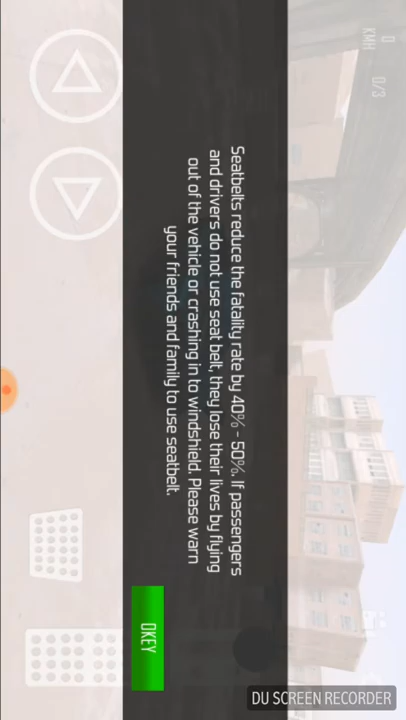 0
KMH
0/3
Seatbelts reduce the fatality rate by 40% - 50%. If passengers
and drivers do not use seat belt, they lose their lives by flying
out of the vehicle or crashing in to windshield. Please warn
your friends and family to use seatbelt.
OKEY
DU SCREEN RECORDER